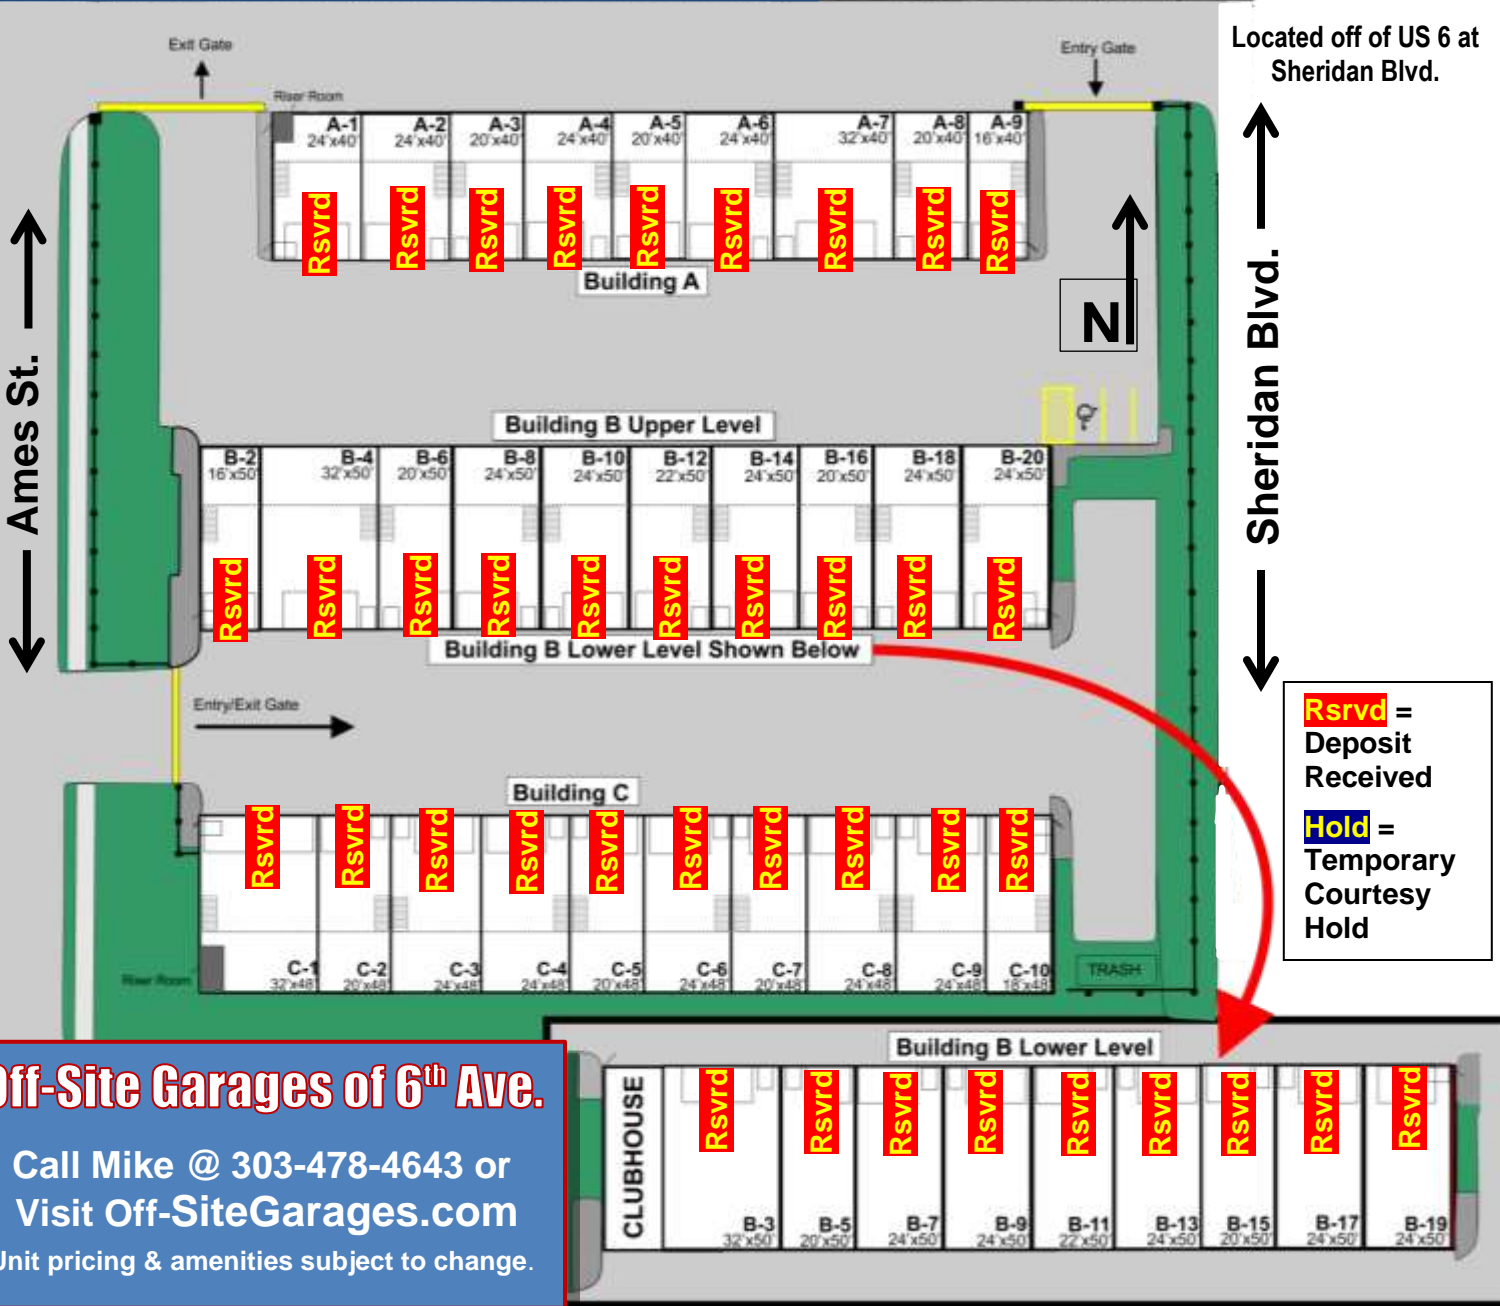 Located off of US 6 at
Sheridan Blvd.
Exit Gate
Entry Gate
Riser Room
A-1
24'x40'
A-2
24'x40'
A-3
20'x40'
A-4
24'x40'
A-5
20'x40'
A-6
24'x40'
A-7
32'x40'
A-8
20'x40'
A-9
16'x40'
Rsvrd
Rsvrd
Rsvrd
Rsvrd
Rsvrd
Rsvrd
Rsvrd
Rsvrd
Rsvrd
Building A
N
Ames St.
Sheridan Blvd.
Building B Upper Level
B-2
16'x50'
B-4
32'x50'
B-6
20'x50'
B-8
24'x50'
B-10
24'x50'
B-12
22'x50'
B-14
24'x50'
B-16
20'x50'
B-18
24'x50'
B-20
24'x50'
Rsvrd
Rsvrd
Rsvrd
Rsvrd
Rsvrd
Rsvrd
Rsvrd
Rsvrd
Rsvrd
Rsvrd
Building B Lower Level Shown Below
Entry/Exit Gate
Rsrvd =
Deposit
Received
Hold =
Temporary
Courtesy
Hold
Building C
Rsvrd
Rsvrd
Rsvrd
Rsvrd
Rsvrd
Rsvrd
Rsvrd
Rsvrd
Rsvrd
Rsvrd
Riser Room
C-1
32'x48'
C-2
20'x48'
C-3
24'x48'
C-4
24'x48'
C-5
20'x48'
C-6
24'x48'
C-7
20'x48'
C-8
24'x48'
C-9
24'x48'
C-10
18'x48'
TRASH
Building B Lower Level
CLUBHOUSE
Rsvrd
Rsvrd
Rsvrd
Rsvrd
Rsvrd
Rsvrd
Rsvrd
Rsvrd
Rsvrd
B-3
32'x50'
B-5
20'x50'
B-7
24'x50'
B-9
24'x50'
B-11
22'x50'
B-13
24'x50'
B-15
20'x50'
B-17
24'x50'
B-19
24'x50'
Off-Site Garages of 6th Ave.
Call Mike @ 303-478-4643 or
Visit Off-SiteGarages.com
Unit pricing & amenities subject to change.